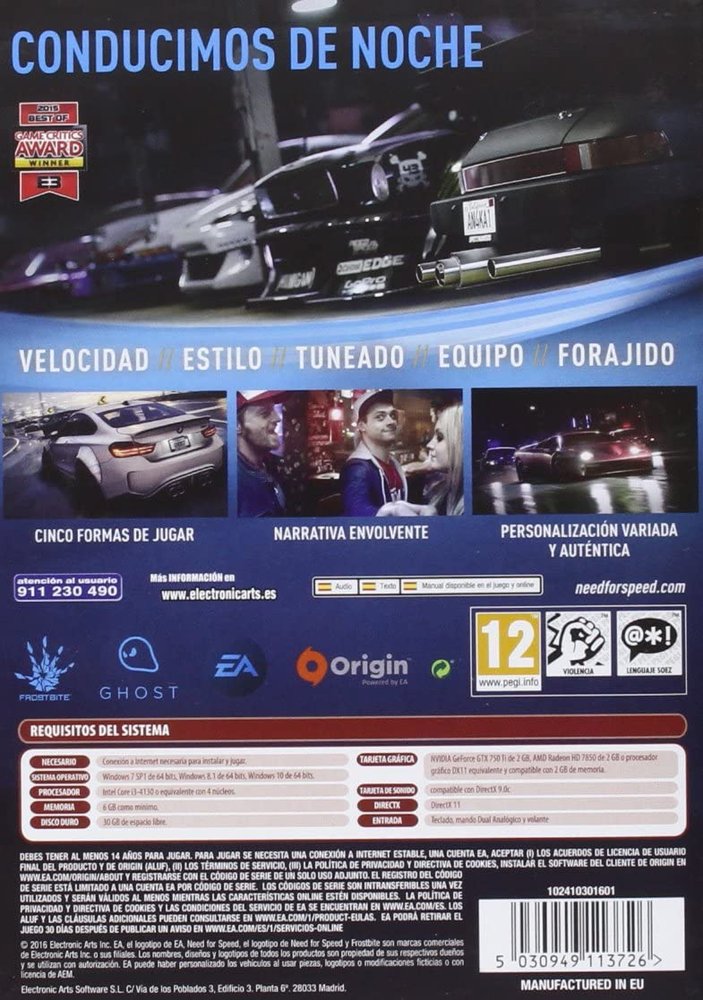 CONDUCIMOS DE NOCHE
2015
BEST OF
GAME CRITICS
AWARD
WINNER
E3
43
AN4KA1
HOONIGAN
EDGE
GoPro
VELOCIDAD // ESTILO // TUNEADO // EQUIPO // FORAJIDO
CINCO FORMAS DE JUGAR
NARRATIVA ENVOLVENTE
PERSONALIZACIÓN VARIADA
Y AUTÉNTICA
atención al usuario
911 230 490
Más INFORMACIÓN en
www.electronicarts.es
Audio Texto Manual disponible en el juego y online
needforspeed.com
FROSTBITE
GHOST
EA
Origin
Powered by EA
12
www.pegi.info
VIOLENCIA
@*!
LENGUAJE SOEZ
REQUISITOS DEL SISTEMA
NECESARIO Conexión a Internet necesaria para instalar y jugar.
SISTEMA OPERATIVO Windows 7 SP1 de 64 bits, Windows 8.1 de 64 bits, Windows 10 de 64 bits.
PROCESADOR Intel Core i3-4130 o equivalente con 4 núcleos.
MEMORIA 6 GB como mínimo.
DISCO DURO 30 GB de espacio libre.
TARJETA GRÁFICA NVIDIA GeForce GTX 750 Ti de 2 GB, AMD Radeon HD 7850 de 2 GB o procesador
gráfico DX11 equivalente y compatible con 2 GB de memoria.
TARJETA DE SONIDO compatible con DirectX 9.0c
DIRECTX DirectX 11
ENTRADA Teclado, mando Dual Analógico y volante
DEBES TENER AL MENOS 14 AÑOS PARA JUGAR. PARA JUGAR SE NECESITA UNA CONEXIÓN A INTERNET ESTABLE, UNA CUENTA EA, ACEPTAR (I) LOS ACUERDOS DE LICENCIA DE USUARIO
FINAL DEL PRODUCTO Y DE ORIGIN (ALUF), (II) LOS TÉRMINOS DE SERVICIO, (III) LA POLÍTICA DE PRIVACIDAD Y DIRECTIVA DE COOKIES, INSTALAR EL SOFTWARE DEL CLIENTE DE ORIGIN EN
WWW.EA.COM/ORIGIN/ABOUT Y REGISTRARSE CON EL CÓDIGO DE SERIE DE UN SOLO USO ADJUNTO. EL REGISTRO DEL CÓDIGO
DE SERIE ESTÁ LIMITADO A UNA CUENTA EA POR CÓDIGO DE SERIE. LOS CÓDIGOS DE SERIE SON INTRANSFERIBLES UNA VEZ
UTILIZADOS Y SERÁN VÁLIDOS AL MENOS MIENTRAS LAS CARACTERÍSTICAS ONLINE ESTÉN DISPONIBLES. LA POLÍTICA DE
PRIVACIDAD Y DIRECTIVA DE COOKIES Y LAS CONDICIONES DEL SERVICIO DE EA SE ENCUENTRAN EN WWW.EA.COM/ES. LOS
ALUF Y LAS CLÁUSULAS ADICIONALES PUEDEN CONSULTARSE EN WWW.EA.COM/1/PRODUCT-EULAS. EA PODRÁ RETIRAR EL
JUEGO 30 DÍAS DESPUÉS DE PUBLICAR UN AVISO EN WWW.EA.COM/ES/1/SERVICIOS-ONLINE
© 2016 Electronic Arts Inc. EA, el logotipo de EA, Need for Speed, el logotipo de Need for Speed y Frostbite son marcas comerciales
de Electronic Arts Inc. o sus filiales. Los nombres, diseños y logotipos de todos los productos son propiedad de sus respectivos dueños
y se utilizan con autorización. EA puede haber personalizado los vehículos al usar piezas, logotipos o modificaciones ficticias o con
licencia de AEM.
Electronic Arts Software S.L. C/ Vía de los Poblados 3, Edificio 3. Planta 6ª. 28033 Madrid.
102410301601
5 030949 113726 >
MANUFACTURED IN EU